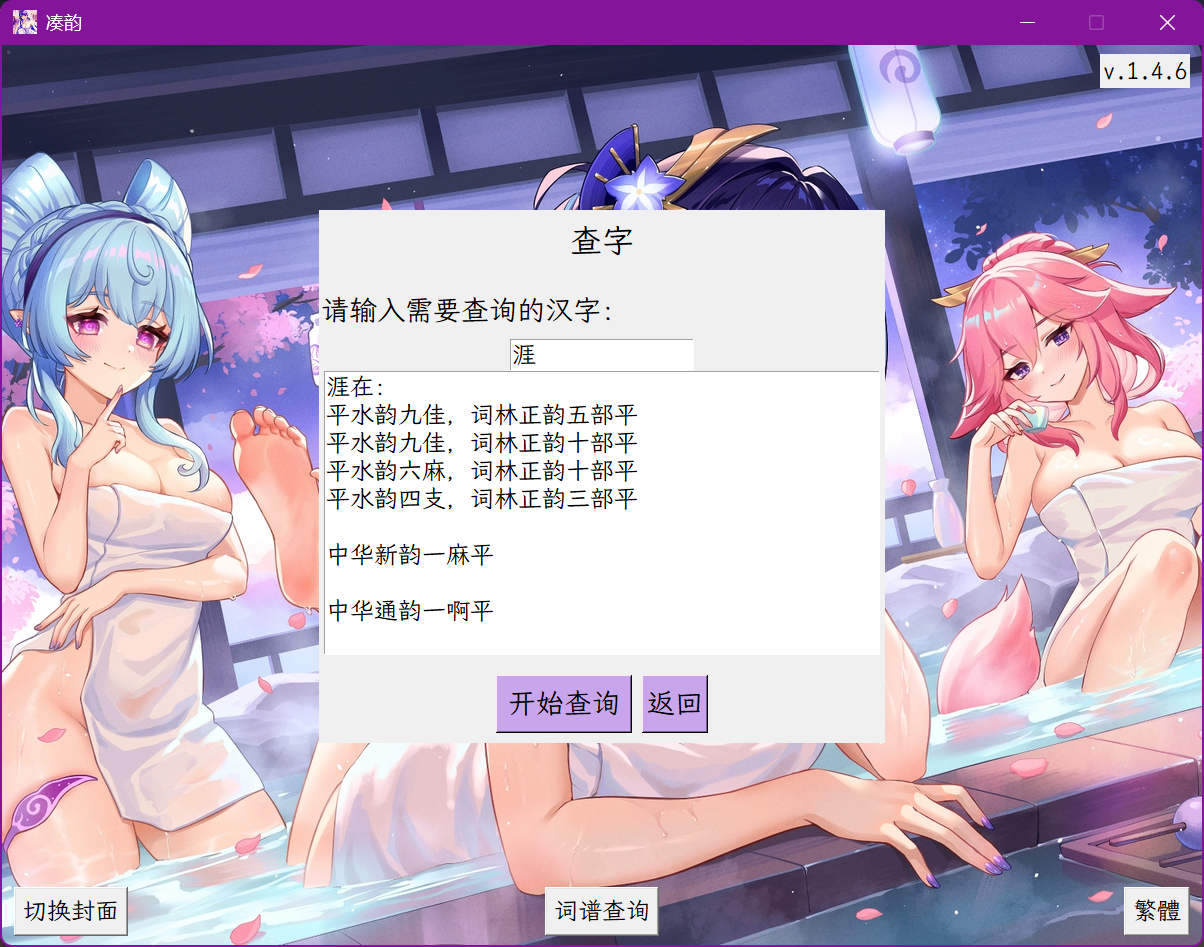 凑韵
v.1.4.6
查字
请输入需要查询的汉字：
涯
涯在：
平水韵九佳，词林正韵五部平
平水韵九佳，词林正韵十部平
平水韵六麻，词林正韵十部平
平水韵四支，词林正韵三部平
中华新韵一麻平
中华通韵一啊平
开始查询 返回
切换封面 词谱查询 繁體